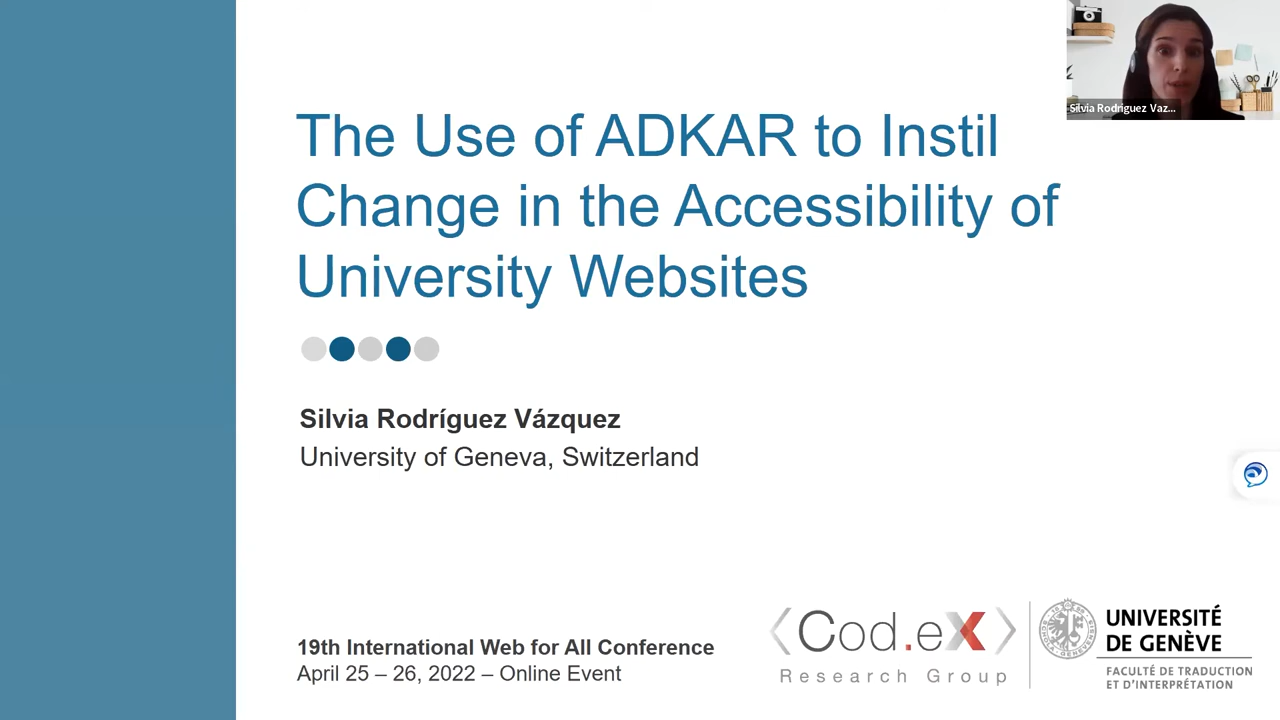 Silvia Rodriguez Vaz...
The Use of ADKAR to Instil
Change in the Accessibility of
University Websites
Silvia Rodríguez Vázquez
University of Geneva, Switzerland
19th International Web for All Conference
April 25 – 26, 2022 – Online Event
<Cod.eX>
Research Group
UNIVERSITÉ
DE GENÈVE
FACULTÉ DE TRADUCTION
ET D'INTERPRÉTATION